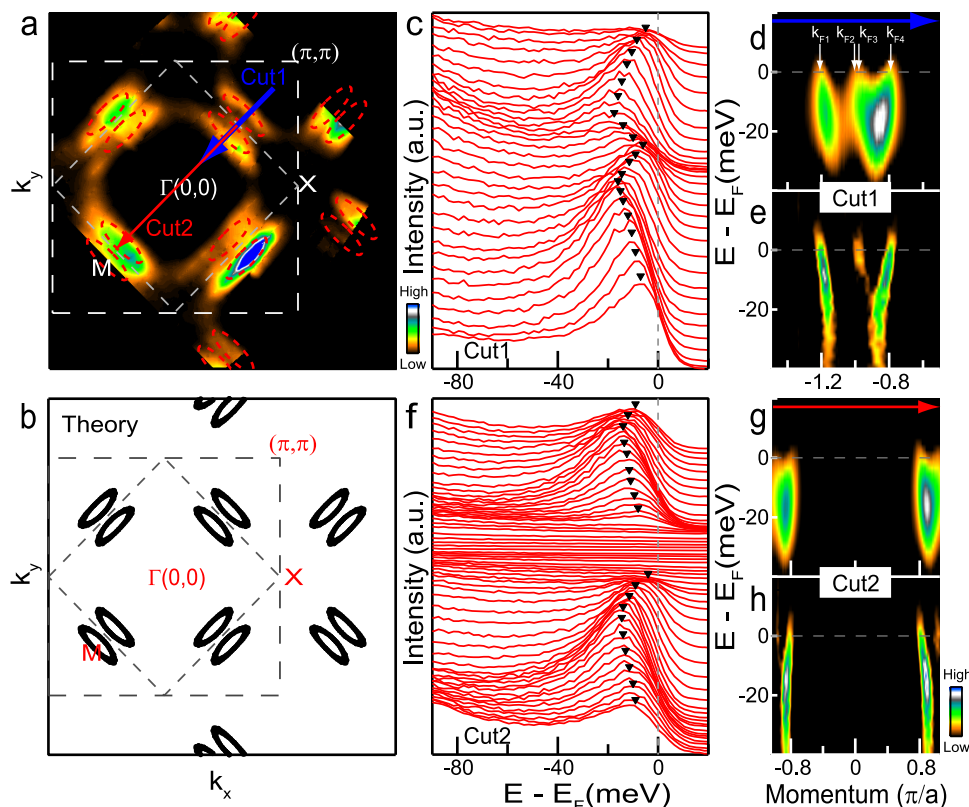 a
(π,π)
Cut1
Γ(0,0)
X
Cut2
M
k_y
High
Low
b
Theory
(π,π)
Γ(0,0)
X
M
k_y
k_x
c
Intensity (a.u.)
Cut1
-80
-40
0
f
Intensity (a.u.)
Cut2
-80
-40
0
E - E_F(meV)
d
k_F1
k_F2
k_F3
k_F4
0
-20
E - E_F(meV)
Cut1
e
0
-20
-1.2
-0.8
g
0
-20
E - E_F(meV)
Cut2
h
0
-20
High
Low
-0.8
0
0.8
Momentum (π/a)